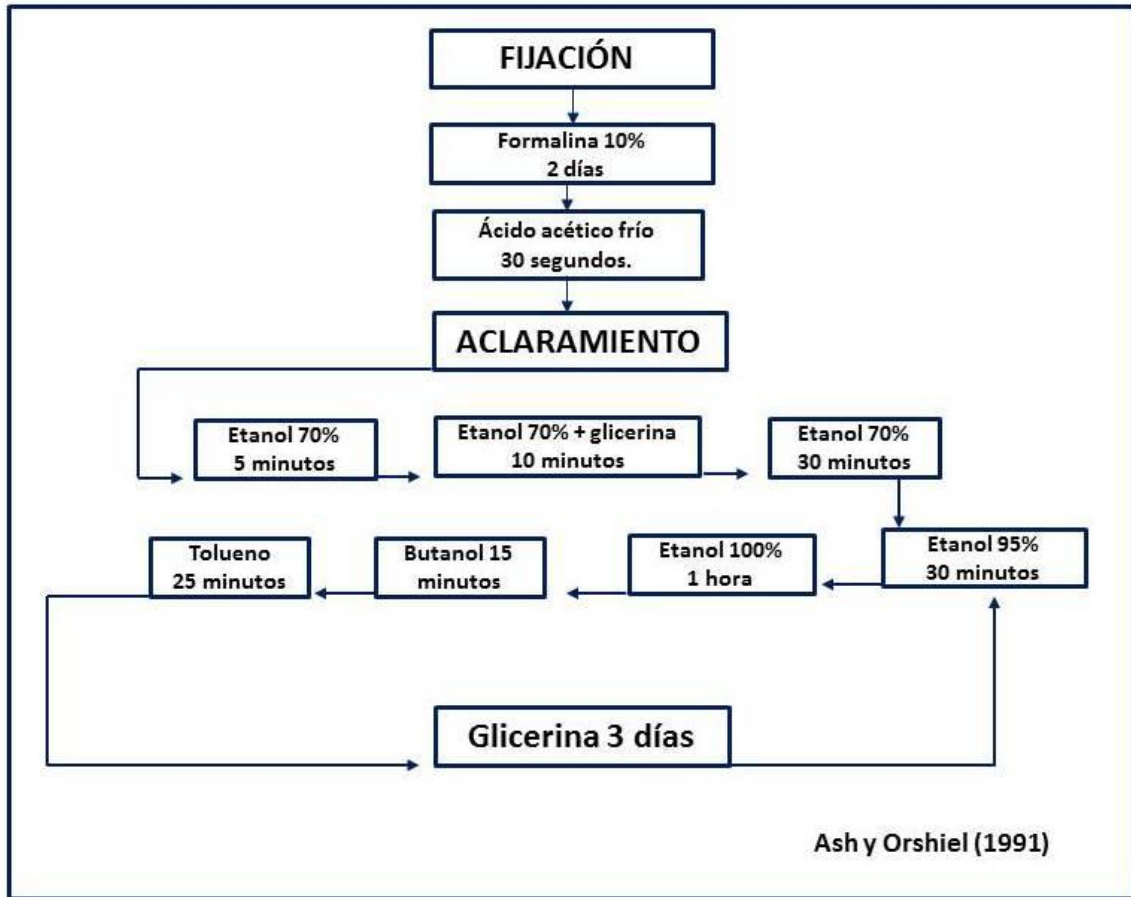 FIJACIÓN
Formalina 10%
2 días
Ácido acético frío
30 segundos.
ACLARAMIENTO
Etanol 70%
5 minutos
Etanol 70% + glicerina
10 minutos
Etanol 70%
30 minutos
Etanol 95%
30 minutos
Etanol 100%
1 hora
Butanol 15
minutos
Tolueno
25 minutos
Glicerina 3 días
Ash y Orshiel (1991)